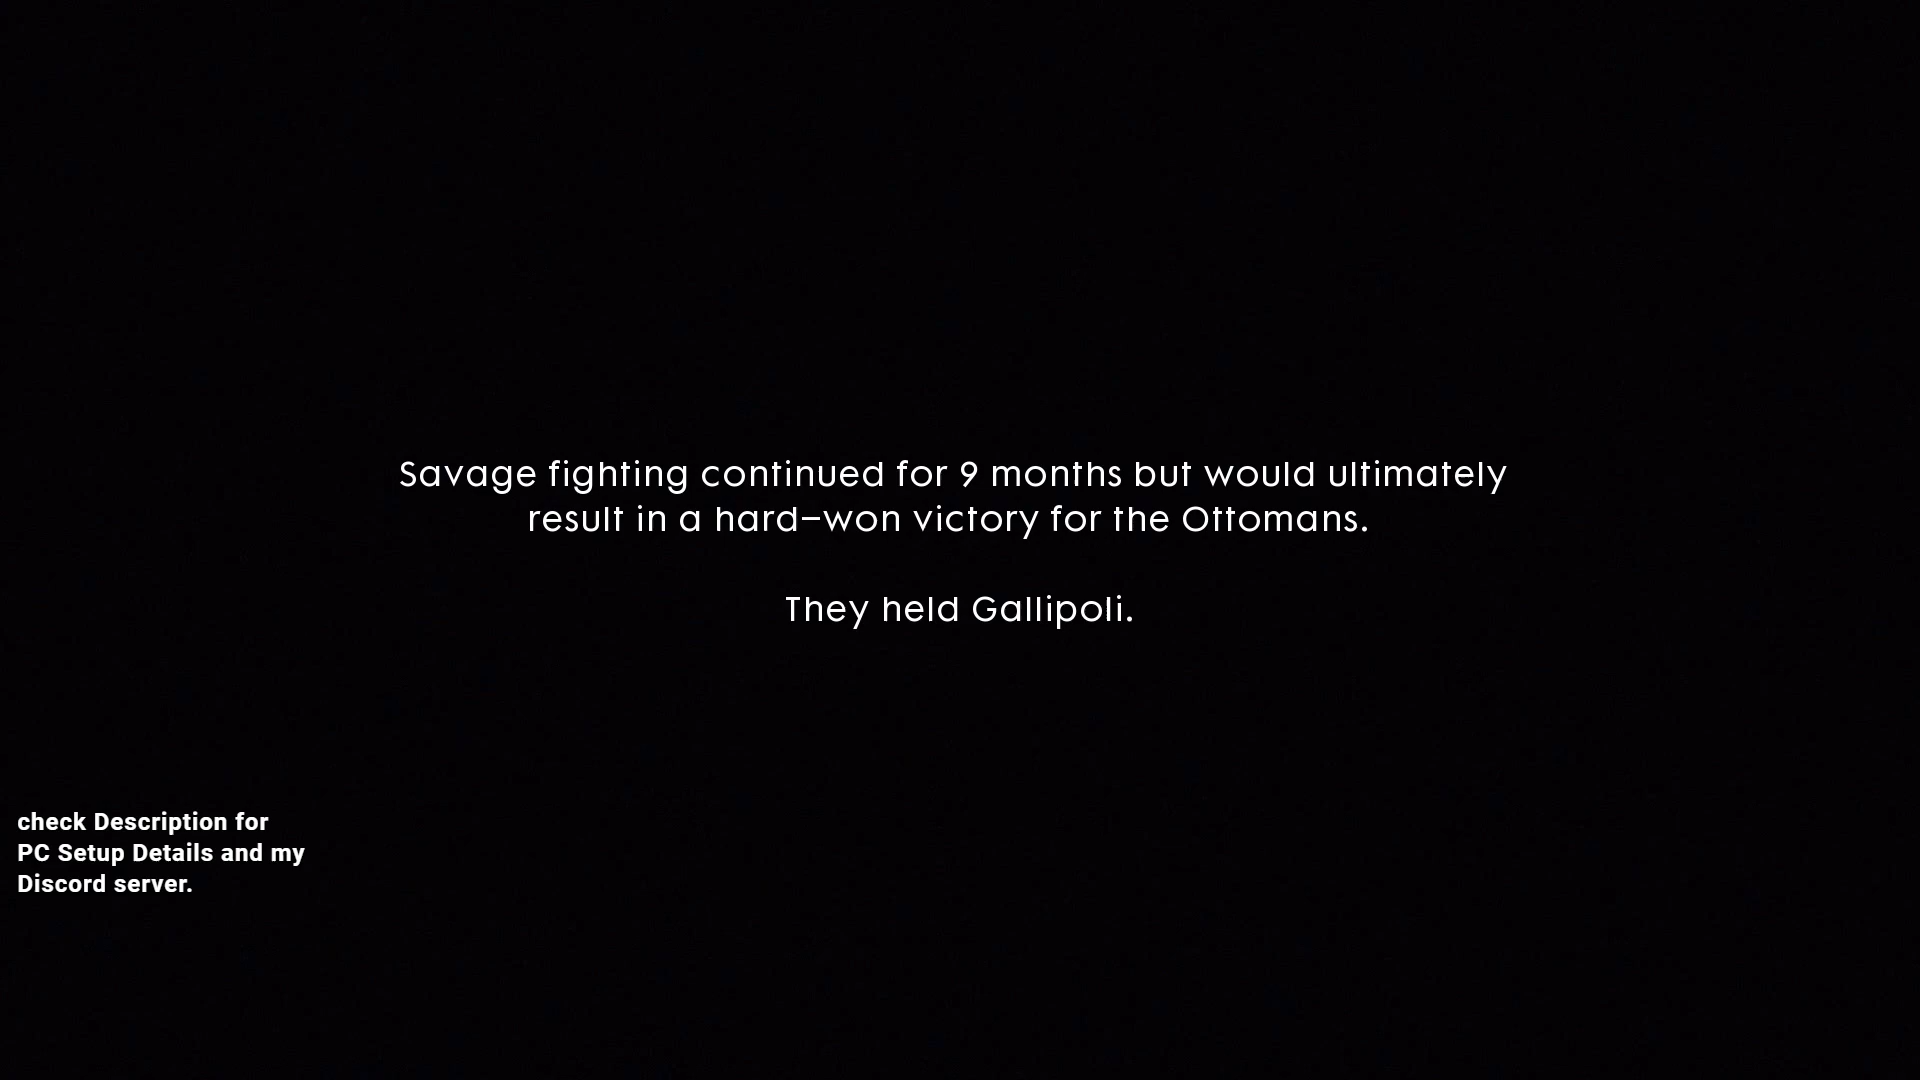 Savage fighting continued for 9 months but would ultimately
result in a hard–won victory for the Ottomans.
They held Gallipoli.
check Description for
PC Setup Details and my
Discord server.